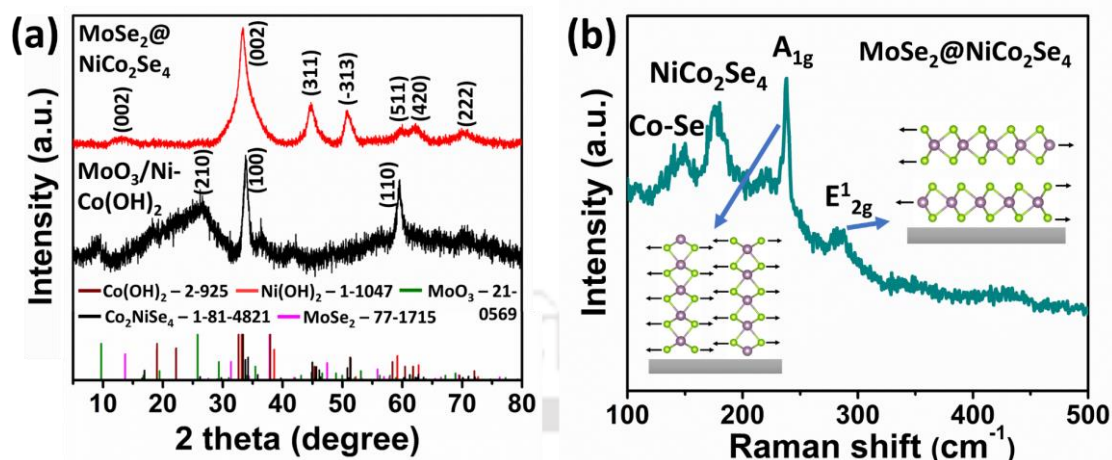 (a)
MoSe₂@
NiCo₂Se₄
(002)
(002)
(311)
(-313)
(511)
(420)
(222)
MoO₃/Ni-
Co(OH)₂
(210)
(100)
(110)
Co(OH)₂ – 2-925 Ni(OH)₂ – 1-1047 MoO₃ – 21-
Co₂NiSe₄ – 1-81-4821 MoSe₂ – 77-1715 0569
Intensity (a.u.)
5 10 20 30 40 50 60 70 80
2 theta (degree)
(b)
A₁g
MoSe₂@NiCo₂Se₄
NiCo₂Se₄
Co-Se
E¹₂g
Intensity (a.u.)
100 200 300 400 500
Raman shift (cm⁻¹)